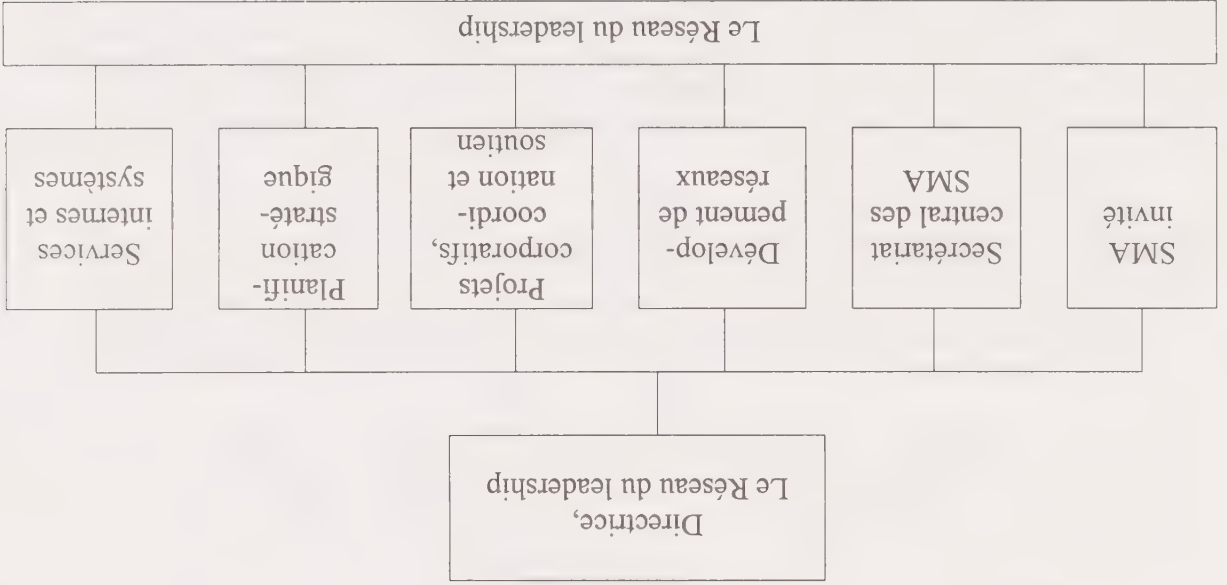 Directrice,
Le Réseau du leadership
SMA
invité
Secrétariat
central des
SMA
Dévelop-
pement de
réseaux
Projets
corporatifs,
coordi-
nation et
soutien
Planifi-
cation
straté-
gique
Services
internes et
systèmes
Le Réseau du leadership